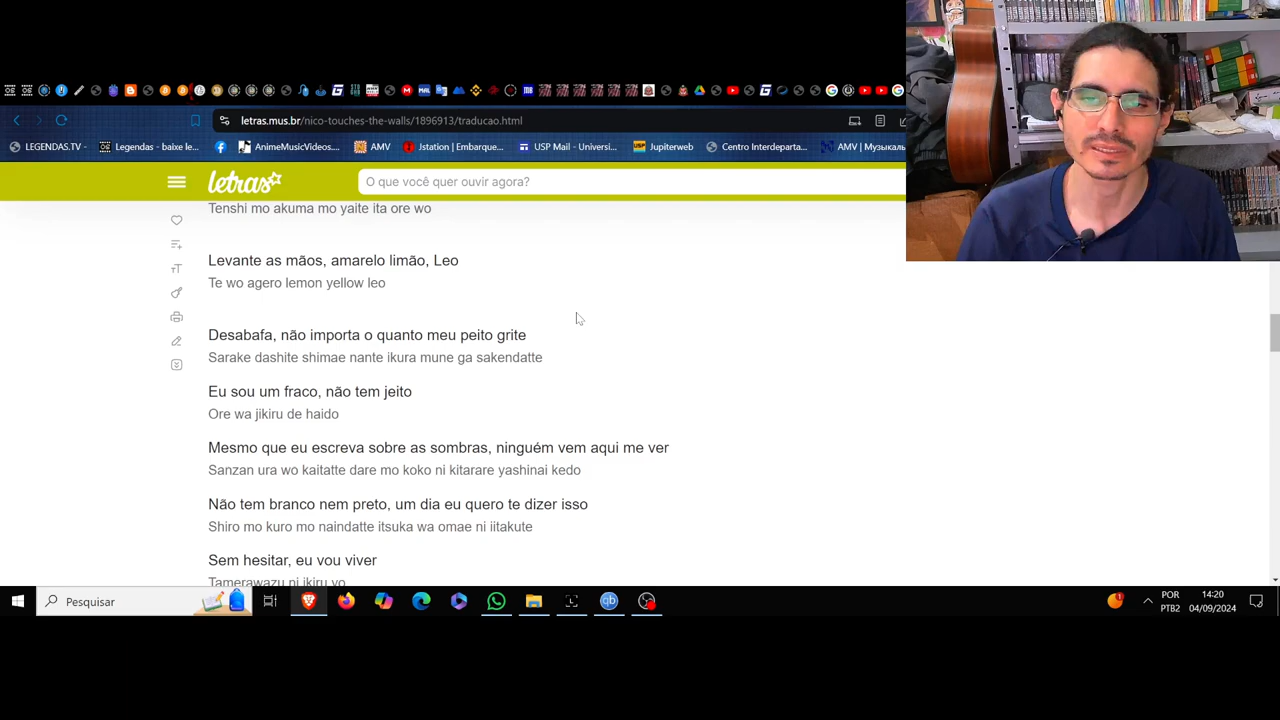 letras.mus.br/nico-touches-the-walls/1896913/traducao.html
LEGENDAS.TV - Legendas - baixe le... AnimeMusicVideos.... AMV Jstation | Embarque... USP Mail - Universi... Jupiterweb Centro Interdeparta... AMV | Музыкаль
letras O que você quer ouvir agora?
Tenshi mo akuma mo yaite ita ore wo
Levante as mãos, amarelo limão, Leo
Te wo agero lemon yellow leo
Desabafa, não importa o quanto meu peito grite
Sarake dashite shimae nante ikura mune ga sakendatte
Eu sou um fraco, não tem jeito
Ore wa jikiru de haido
Mesmo que eu escreva sobre as sombras, ninguém vem aqui me ver
Sanzan ura wo kaitatte dare mo koko ni kitarare yashinai kedo
Não tem branco nem preto, um dia eu quero te dizer isso
Shiro mo kuro mo naindatte itsuka wa omae ni iitakute
Sem hesitar, eu vou viver
Tamerawazu ni ikiru yo
Pesquisar
POR
PTB2
14:20
04/09/2024